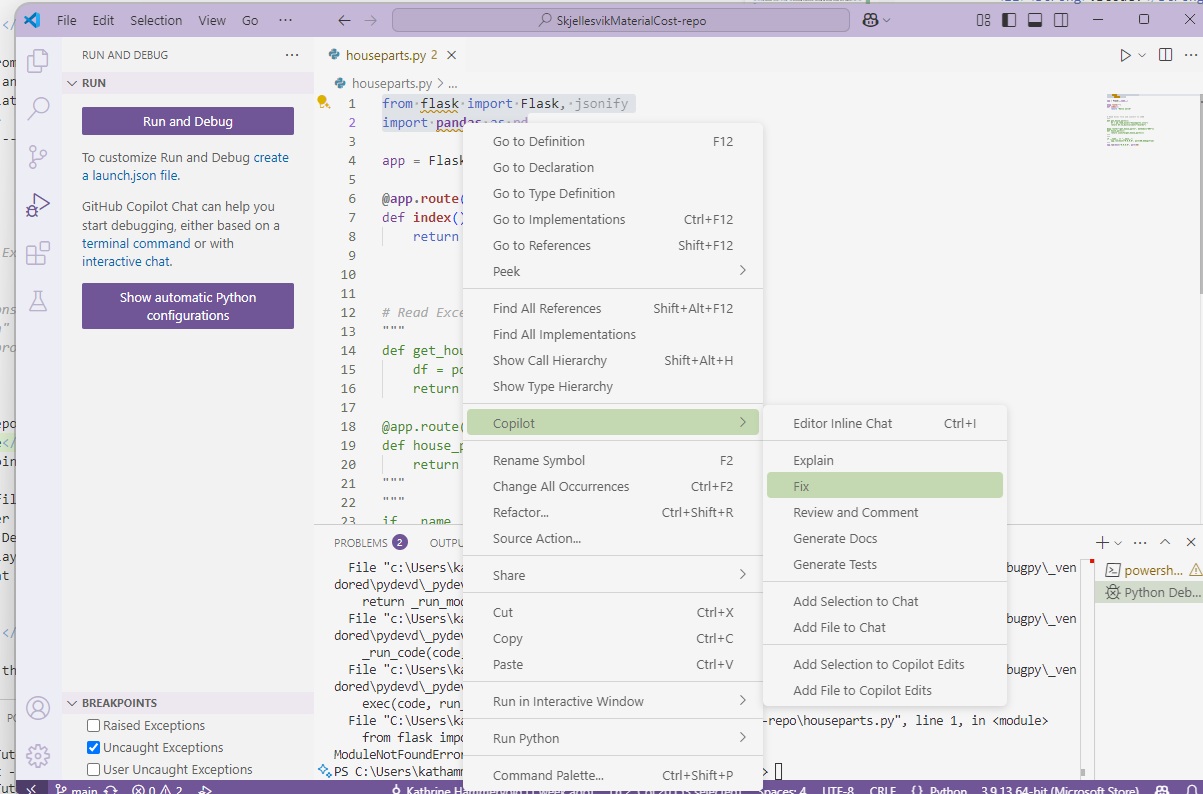 File Edit Selection View Go ··· SkjellesvikMaterialCost-repo
RUN AND DEBUG ···
RUN
Run and Debug
To customize Run and Debug create
a launch.json file.
GitHub Copilot Chat can help you
start debugging, either based on a
terminal command or with
interactive chat.
Show automatic Python
configurations
BREAKPOINTS
Raised Exceptions
Uncaught Exceptions
User Uncaught Exceptions
houseparts.py 2
houseparts.py > ...
1 from flask import Flask, jsonify
2 import pandas as pd
3
4 app = Flask
5
6 @app.route(
7 def index()
8 return
9
10
11
12 # Read Exce
13 """
14 def get_hou
15 df = pd
16 return
17
18 @app.route(
19 def house_p
20 return
21 """
22 """
23 if __name
Go to Definition F12
Go to Declaration
Go to Type Definition
Go to Implementations Ctrl+F12
Go to References Shift+F12
Peek
Find All References Shift+Alt+F12
Find All Implementations
Show Call Hierarchy Shift+Alt+H
Show Type Hierarchy
Copilot
Rename Symbol F2
Change All Occurrences Ctrl+F2
Refactor... Ctrl+Shift+R
Source Action...
Share
Cut Ctrl+X
Copy Ctrl+C
Paste Ctrl+V
Run in Interactive Window
Run Python
Command Palette... Ctrl+Shift+P
Editor Inline Chat Ctrl+I
Explain
Fix
Review and Comment
Generate Docs
Generate Tests
Add Selection to Chat
Add File to Chat
Add Selection to Copilot Edits
Add File to Copilot Edits
PROBLEMS 2 OUTPU
File "c:\Users\kath bugpy\_ven
dored\pydevd\_pydev
return _run_mod
File "c:\Users\kath bugpy\_ven
dored\pydevd\_pydev
_run_code(code,
File "c:\Users\kath bugpy\_ven
dored\pydevd\_pydev
exec(code, run_
File "C:\Users\kath -repo\houseparts.py", line 1, in <module>
from flask impo
ModuleNotFoundError
PS C:\Users\kathamm >
powersh...
Python Deb...
main 0 2 Spaces: 4 UTF-8 CRLF {} Python 3.9.13 64-bit (Microsoft Store)